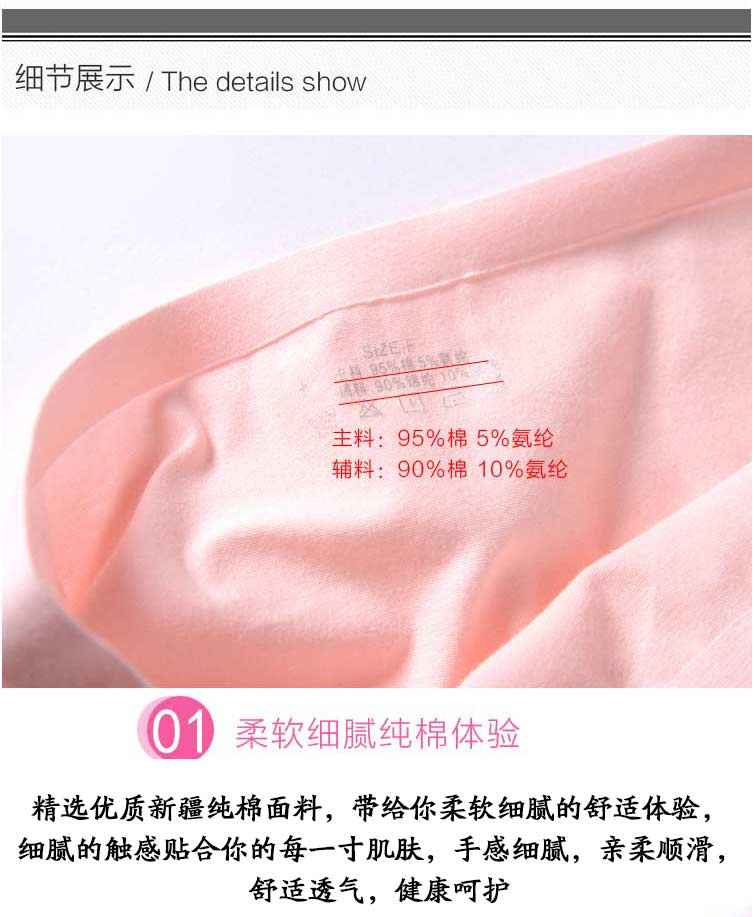 细节展示 / The details show
SIZE:F
主料: 95%棉 5%氨纶
辅料: 90%棉 10%氨纶
01 柔软细腻纯棉体验
精选优质新疆纯棉面料，带给你柔软细腻的舒适体验，
细腻的触感贴合你的每一寸肌肤，手感细腻，亲柔顺滑，
舒适透气，健康呵护